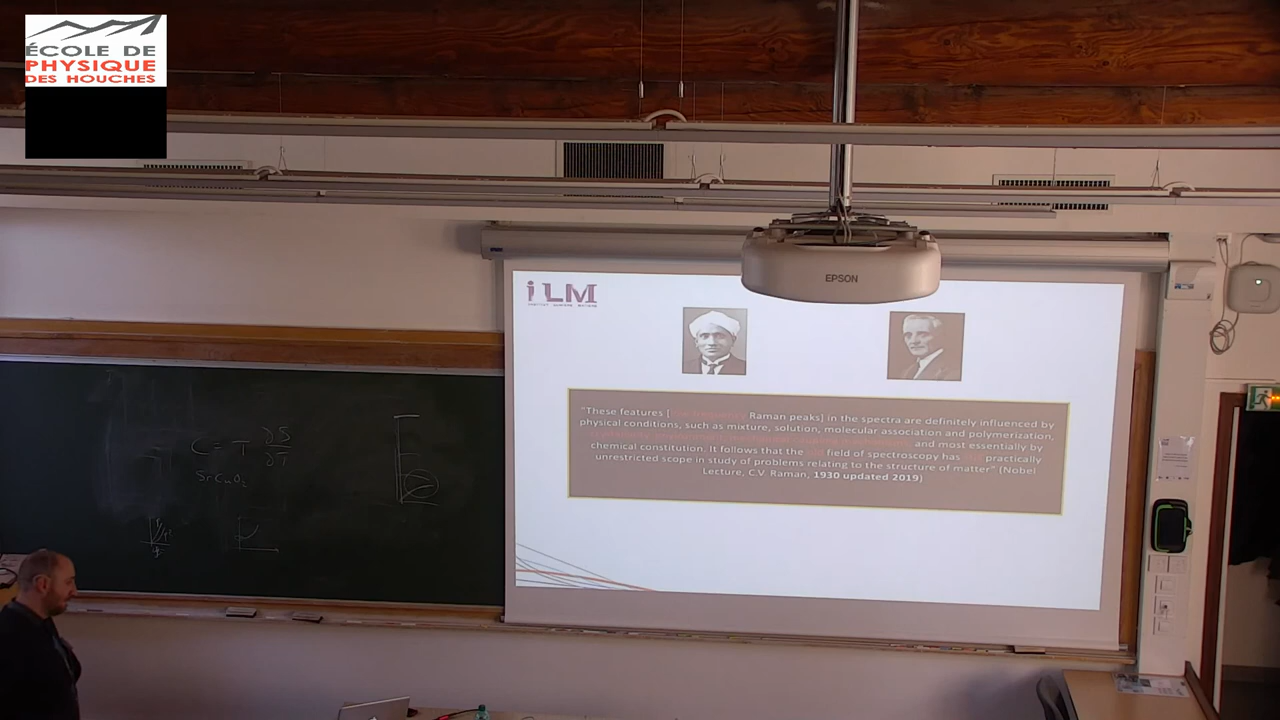 ÉCOLE DE
PHYSIQUE
DES HOUCHES
EPSON
iLM
"These features [ Raman peaks] in the spectra are definitely influenced by
physical conditions, such as mixture, solution, molecular association and polymerization,
and most essentially by
chemical constitution. It follows that the field of spectroscopy has practically
unrestricted scope in study of problems relating to the structure of matter" (Nobel
Lecture, C.V. Raman, 1930 updated 2019)
C = T ∂S/∂T
SrCuO₂